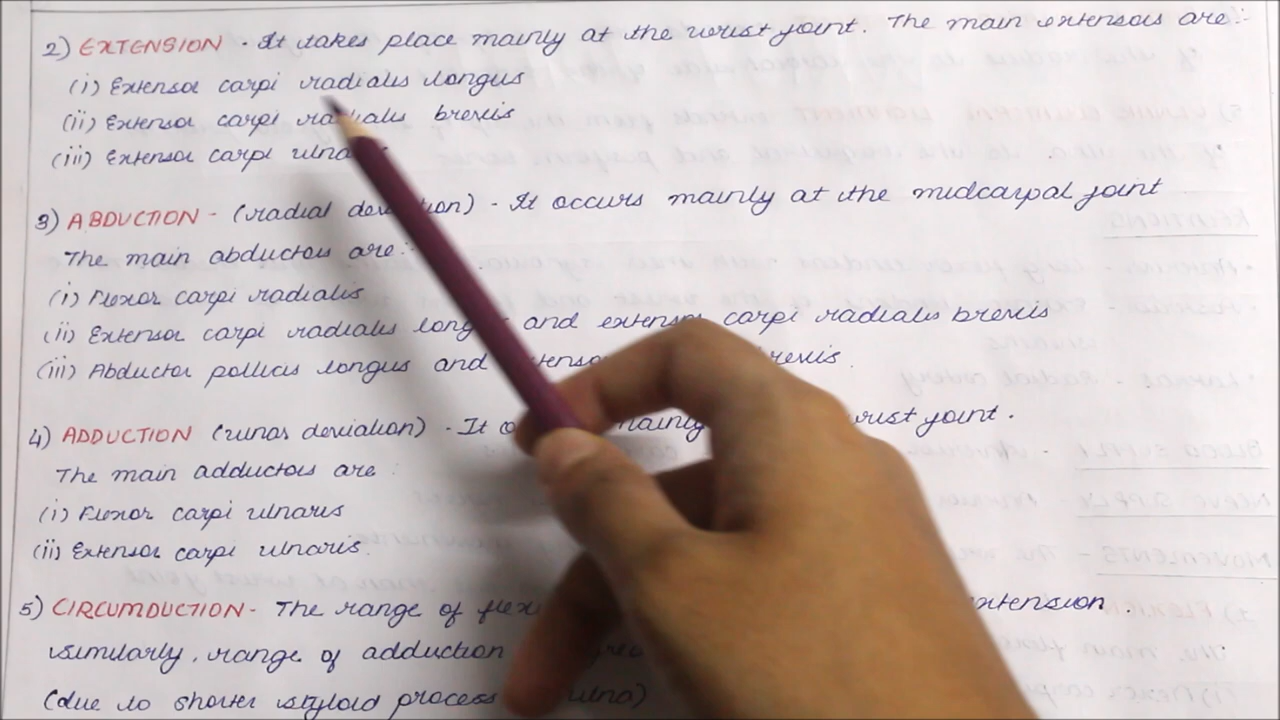 2) EXTENSION - It takes place mainly at the wrist joint. The main extensors are:-
(i) Extensor carpi radialis longus
(ii) Extensor carpi radialis brevis
(iii) Extensor carpi
3) ABDUCTION - (radial deviation) - It occurs mainly at the midcarpal joint
The main abductors are:-
(i) Flexor carpi radialis
(ii) Extensor carpi radialis longus and extensor carpi radialis brevis
(iii) Abductor pollicis longus and brevis.
4) ADDUCTION (ulnar deviation) - It mainly wrist joint.
The main adductors are :
(i) Flexor carpi ulnaris
(ii) Extensor carpi ulnaris.
5) CIRCUMDUCTION - The range of extension
similarly, range of adduction
(due to shorter styloid process ulna)